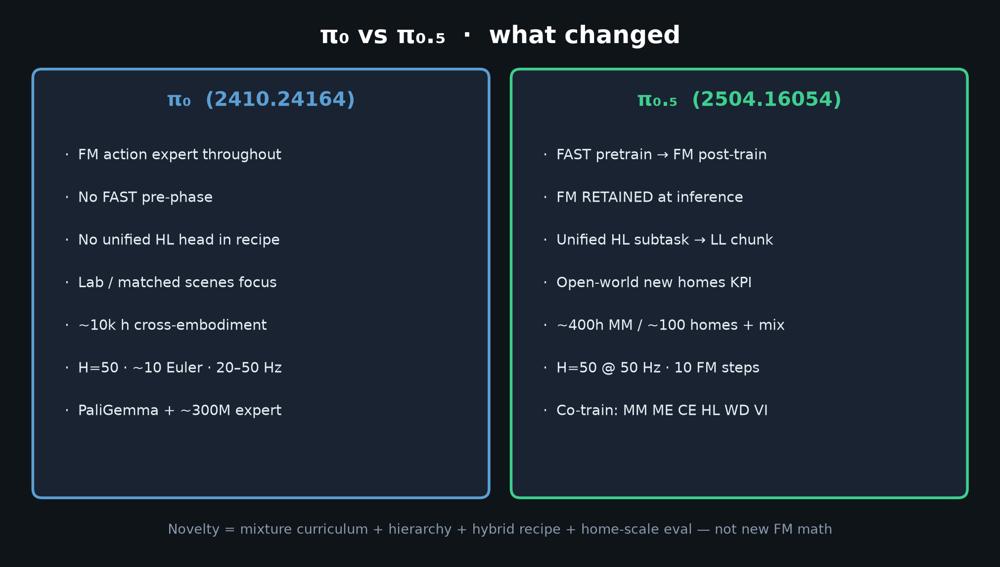 π₀ vs π₀.₅ · what changed
π₀ (2410.24164)
· FM action expert throughout
· No FAST pre-phase
· No unified HL head in recipe
· Lab / matched scenes focus
· ~10k h cross-embodiment
· H=50 · ~10 Euler · 20–50 Hz
· PaliGemma + ~300M expert
π₀.₅ (2504.16054)
· FAST pretrain → FM post-train
· FM RETAINED at inference
· Unified HL subtask → LL chunk
· Open-world new homes KPI
· ~400h MM / ~100 homes + mix
· H=50 @ 50 Hz · 10 FM steps
· Co-train: MM ME CE HL WD VI
Novelty = mixture curriculum + hierarchy + hybrid recipe + home-scale eval — not new FM math